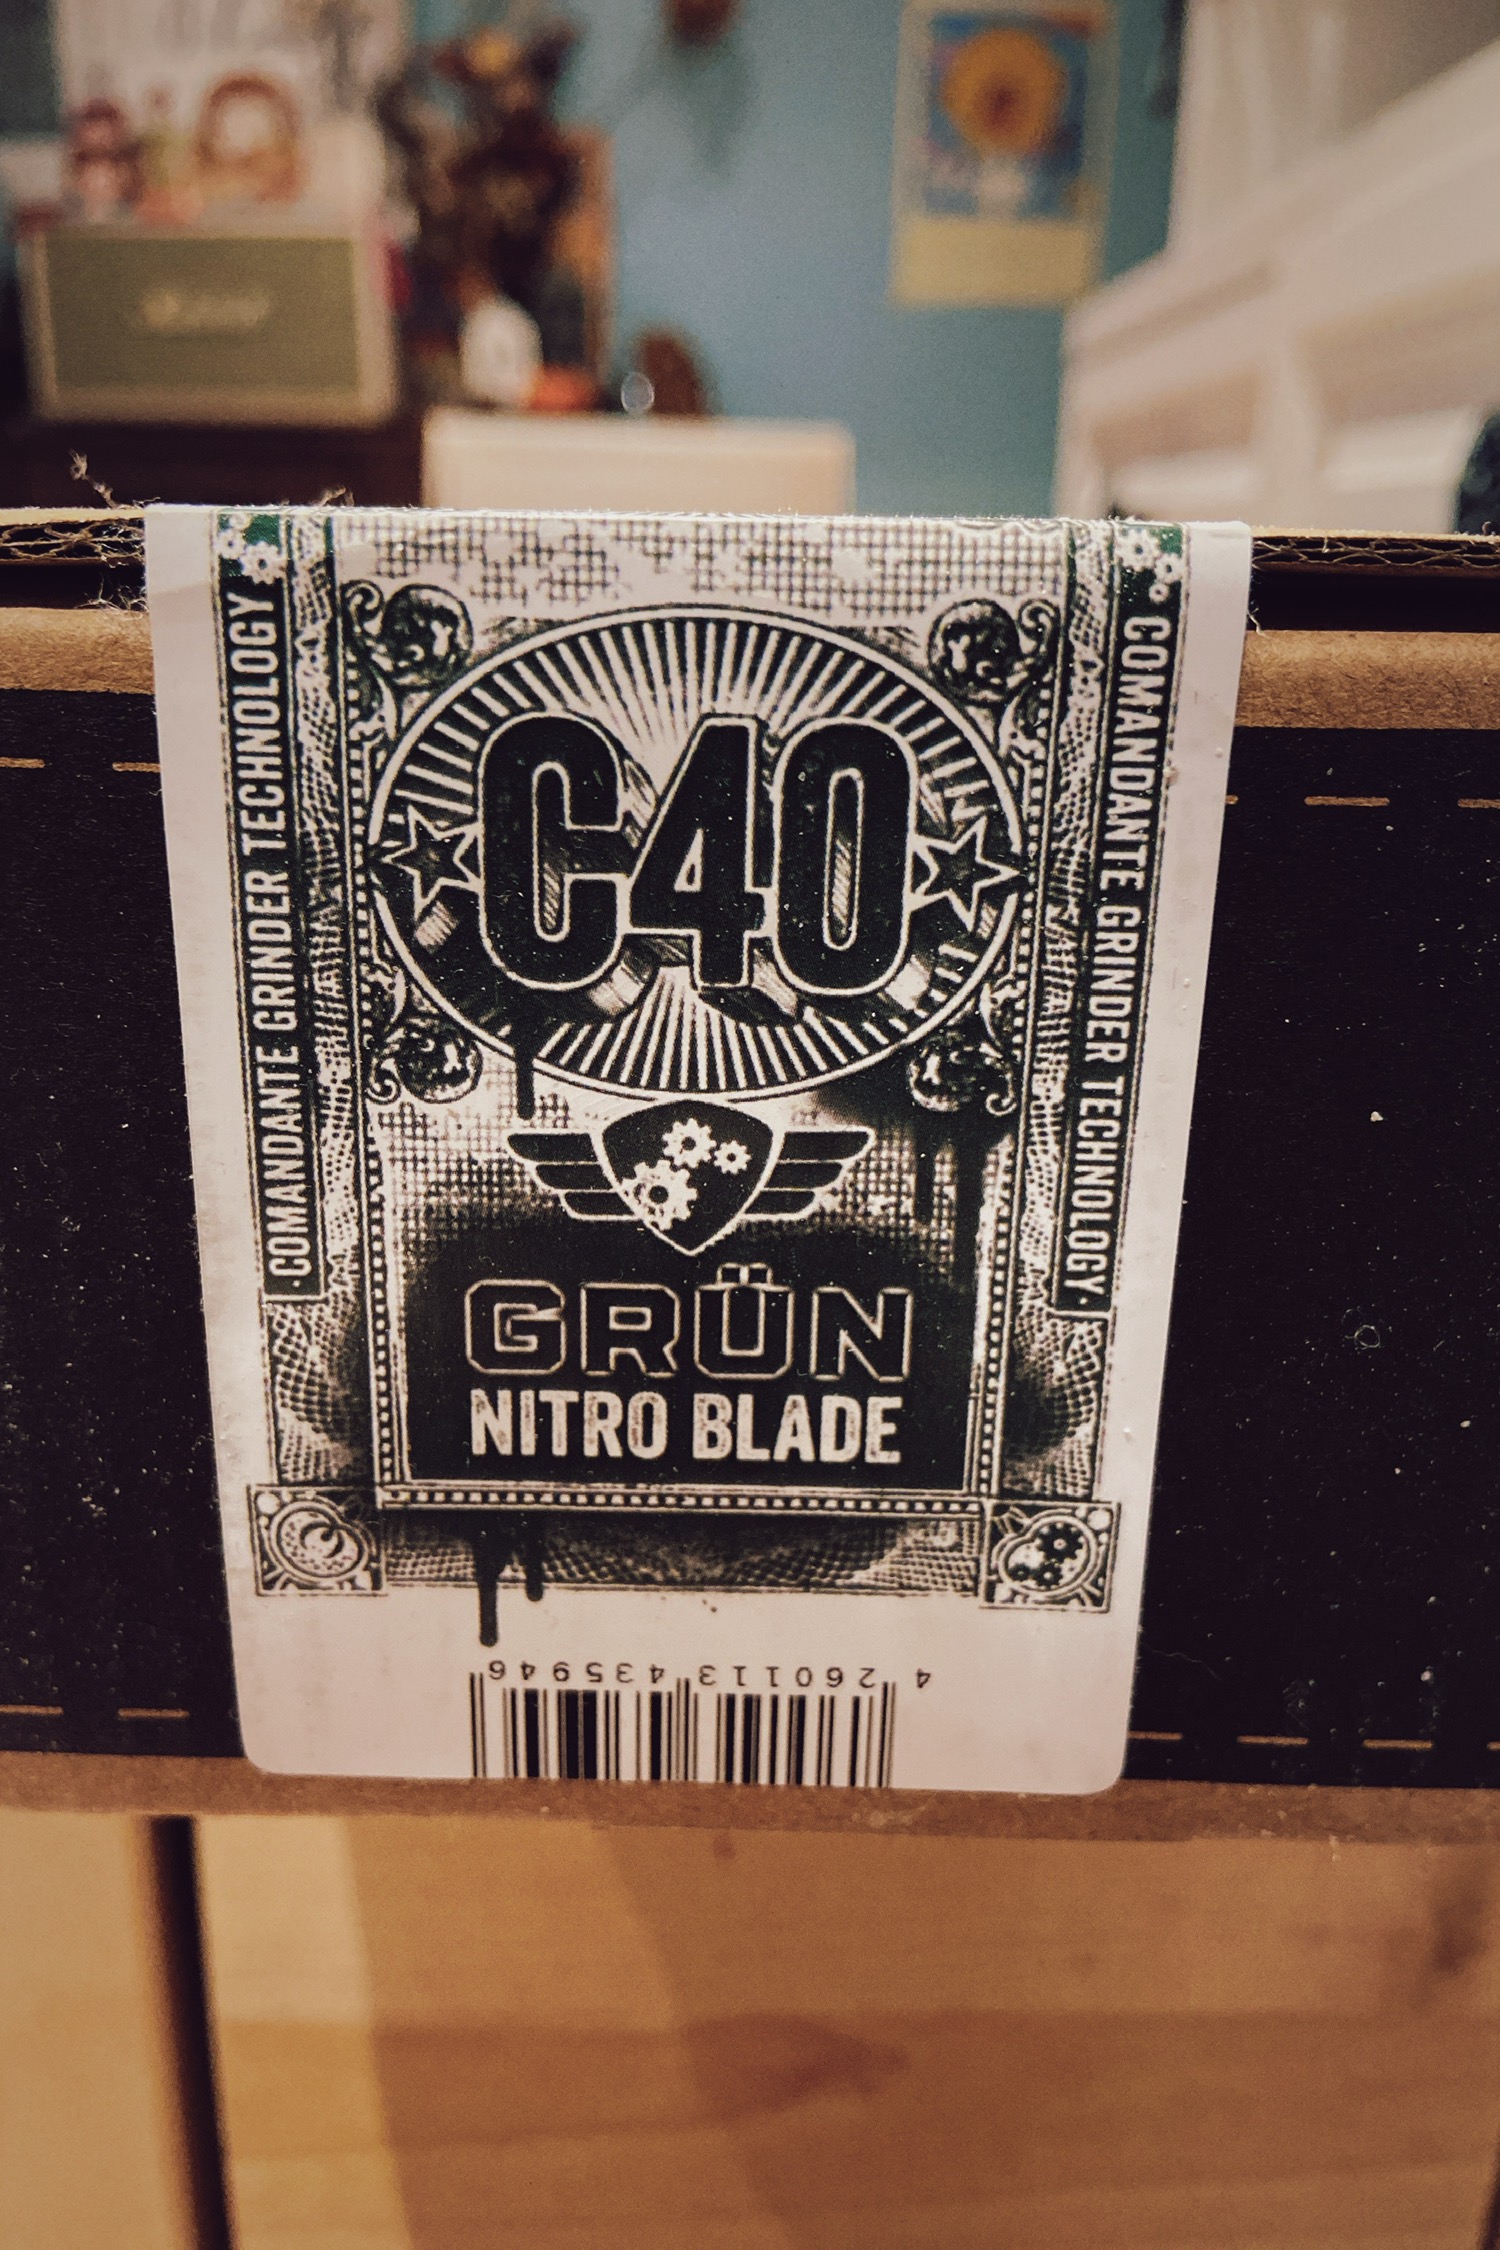 COMANDANTE GRINDER TECHNOLOGY
COMANDANTE GRINDER TECHNOLOGY
C40
GRÜN
NITRO BLADE
4 260113 435946